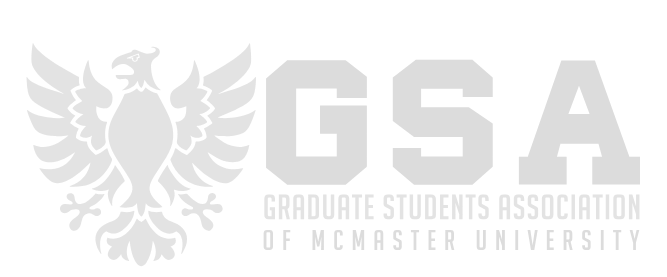 GSA
GRADUATE STUDENTS ASSOCIATION
OF MCMASTER UNIVERSITY